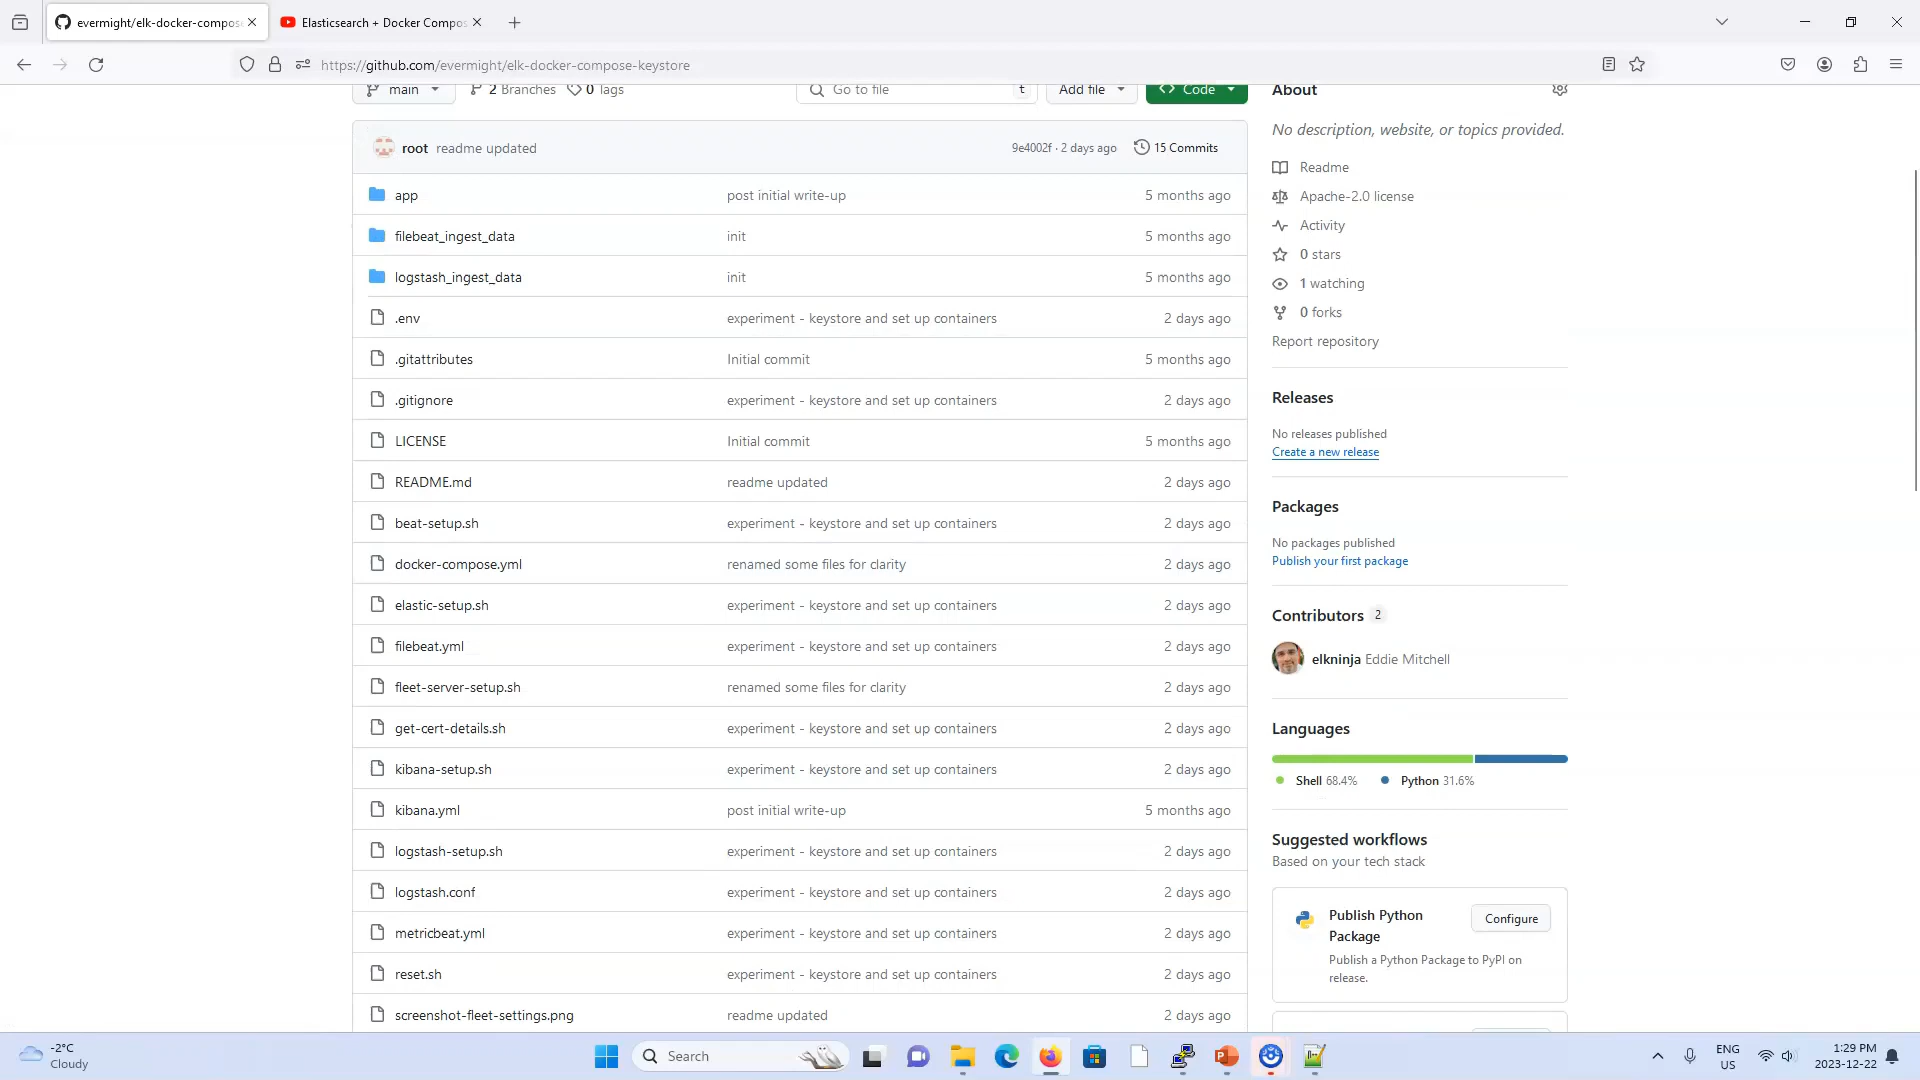 evermight/elk-docker-compos
Elasticsearch + Docker Compos
https://github.com/evermight/elk-docker-compose-keystore
main
2 Branches
0 Tags
Go to file
t
Add file
Code
About
root readme updated
9e4002f · 2 days ago
15 Commits
No description, website, or topics provided.
app post initial write-up 5 months ago
Readme
filebeat_ingest_data init 5 months ago
Apache-2.0 license
logstash_ingest_data init 5 months ago
Activity
.env experiment - keystore and set up containers 2 days ago
0 stars
.gitattributes Initial commit 5 months ago
1 watching
.gitignore experiment - keystore and set up containers 2 days ago
0 forks
LICENSE Initial commit 5 months ago
Report repository
README.md readme updated 2 days ago
Releases
beat-setup.sh experiment - keystore and set up containers 2 days ago
No releases published
docker-compose.yml renamed some files for clarity 2 days ago
Create a new release
elastic-setup.sh experiment - keystore and set up containers 2 days ago
Packages
filebeat.yml experiment - keystore and set up containers 2 days ago
No packages published
fleet-server-setup.sh renamed some files for clarity 2 days ago
Publish your first package
get-cert-details.sh experiment - keystore and set up containers 2 days ago
Contributors 2
kibana-setup.sh experiment - keystore and set up containers 2 days ago
elkninja Eddie Mitchell
kibana.yml post initial write-up 5 months ago
Languages
logstash-setup.sh experiment - keystore and set up containers 2 days ago
Shell 68.4% Python 31.6%
logstash.conf experiment - keystore and set up containers 2 days ago
Suggested workflows
metricbeat.yml experiment - keystore and set up containers 2 days ago
Based on your tech stack
reset.sh experiment - keystore and set up containers 2 days ago
Publish Python
Package
Configure
Publish a Python Package to PyPI on
release.
screenshot-fleet-settings.png readme updated 2 days ago
-2°C
Cloudy
Search
ENG
US
1:29 PM
2023-12-22